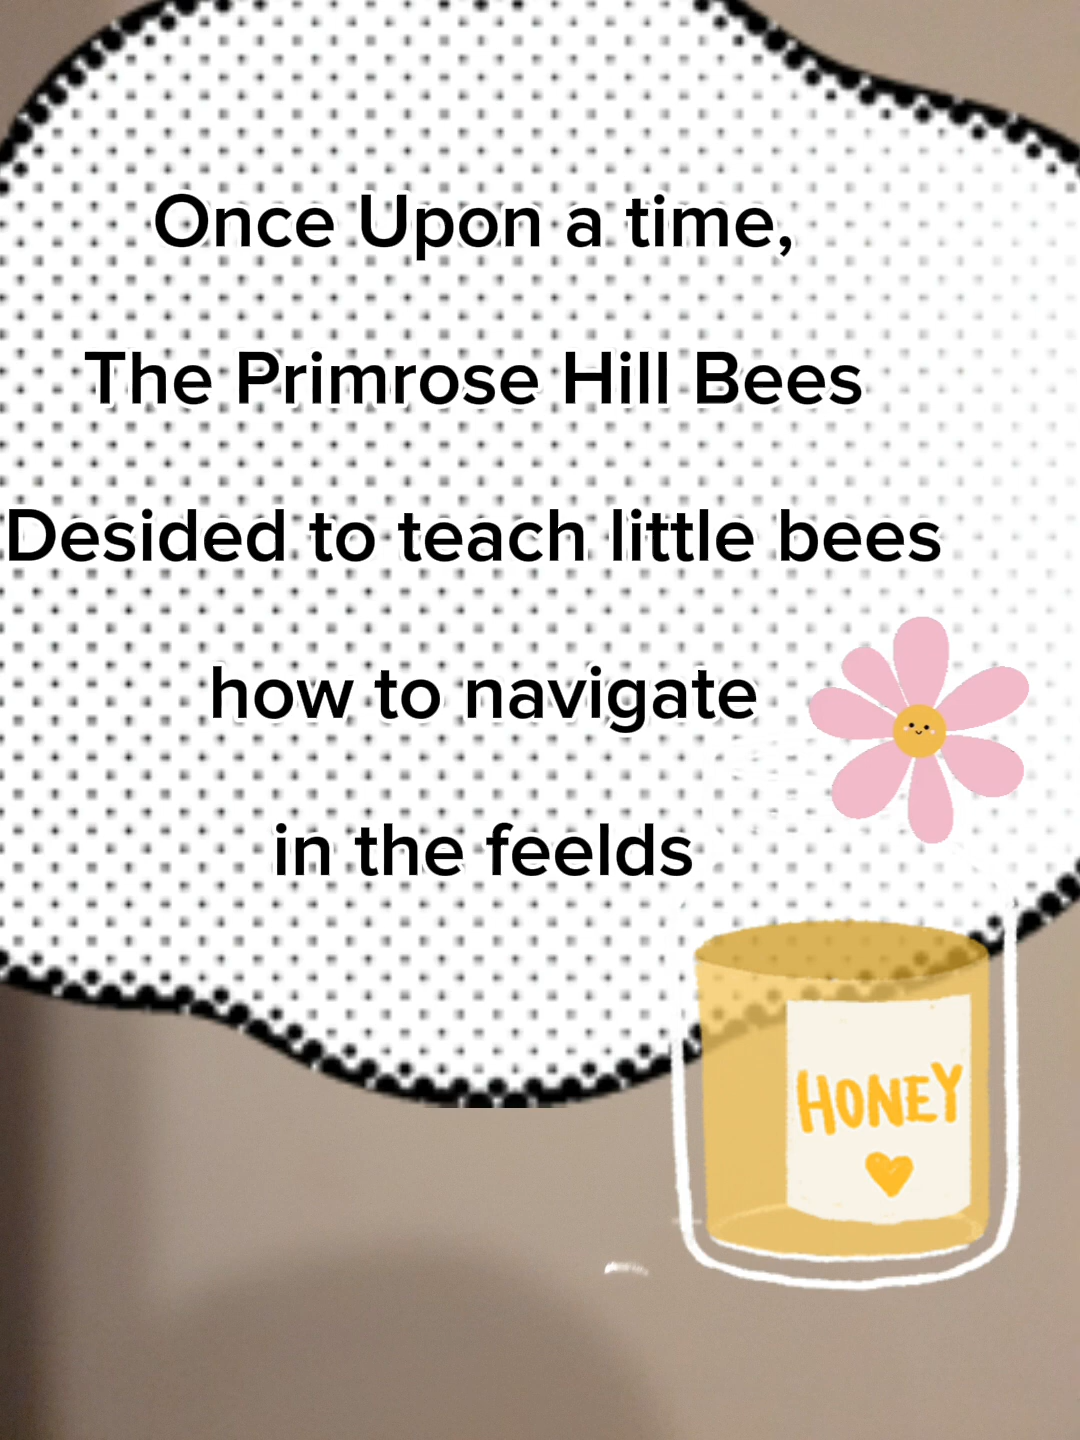 Once Upon a time,
The Primrose Hill Bees
Desided to teach little bees
how to navigate
in the feelds
HONEY